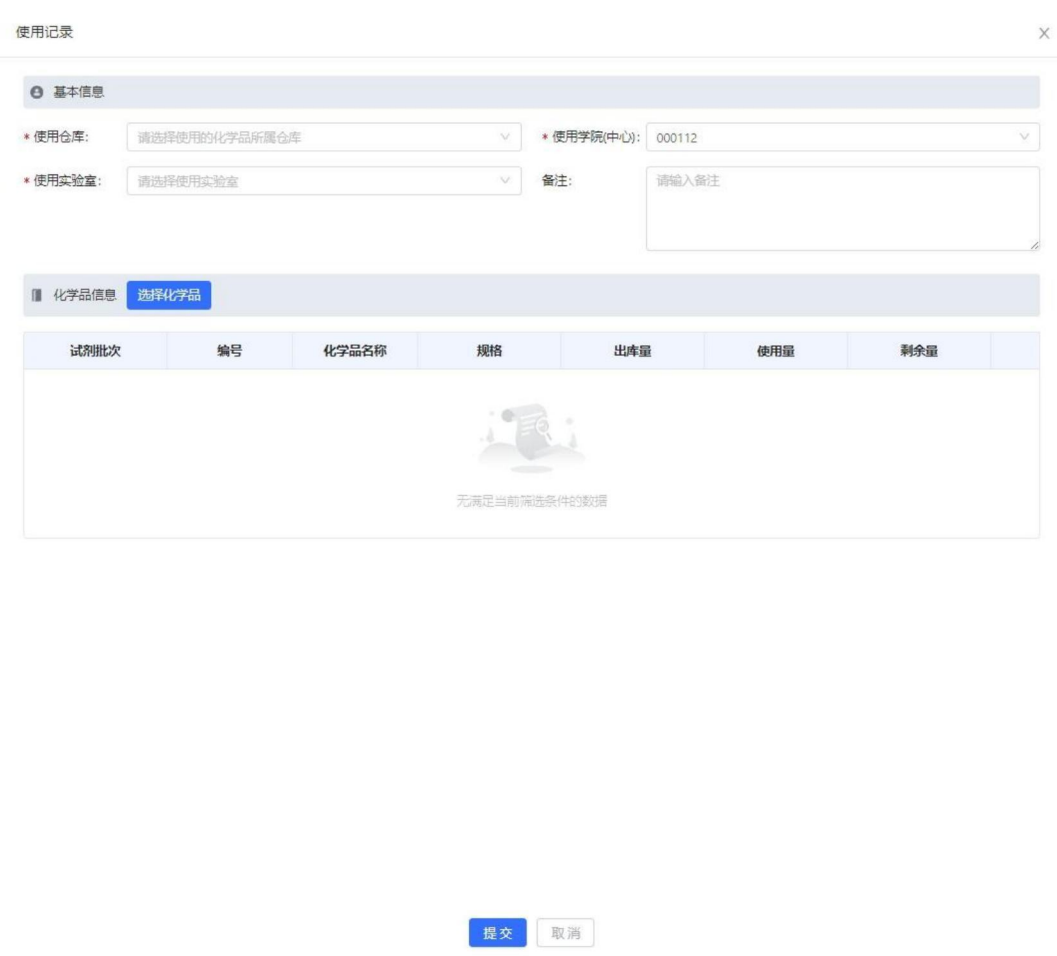 使用记录
基本信息
* 使用仓库: 请选择使用的化学品所属仓库 * 使用学院(中心): 000112
* 使用实验室: 请选择使用实验室 备注: 请输入备注
化学品信息 选择化学品
试剂批次 编号 化学品名称 规格 出库量 使用量 剩余量
无满足当前筛选条件的数据
提交 取消